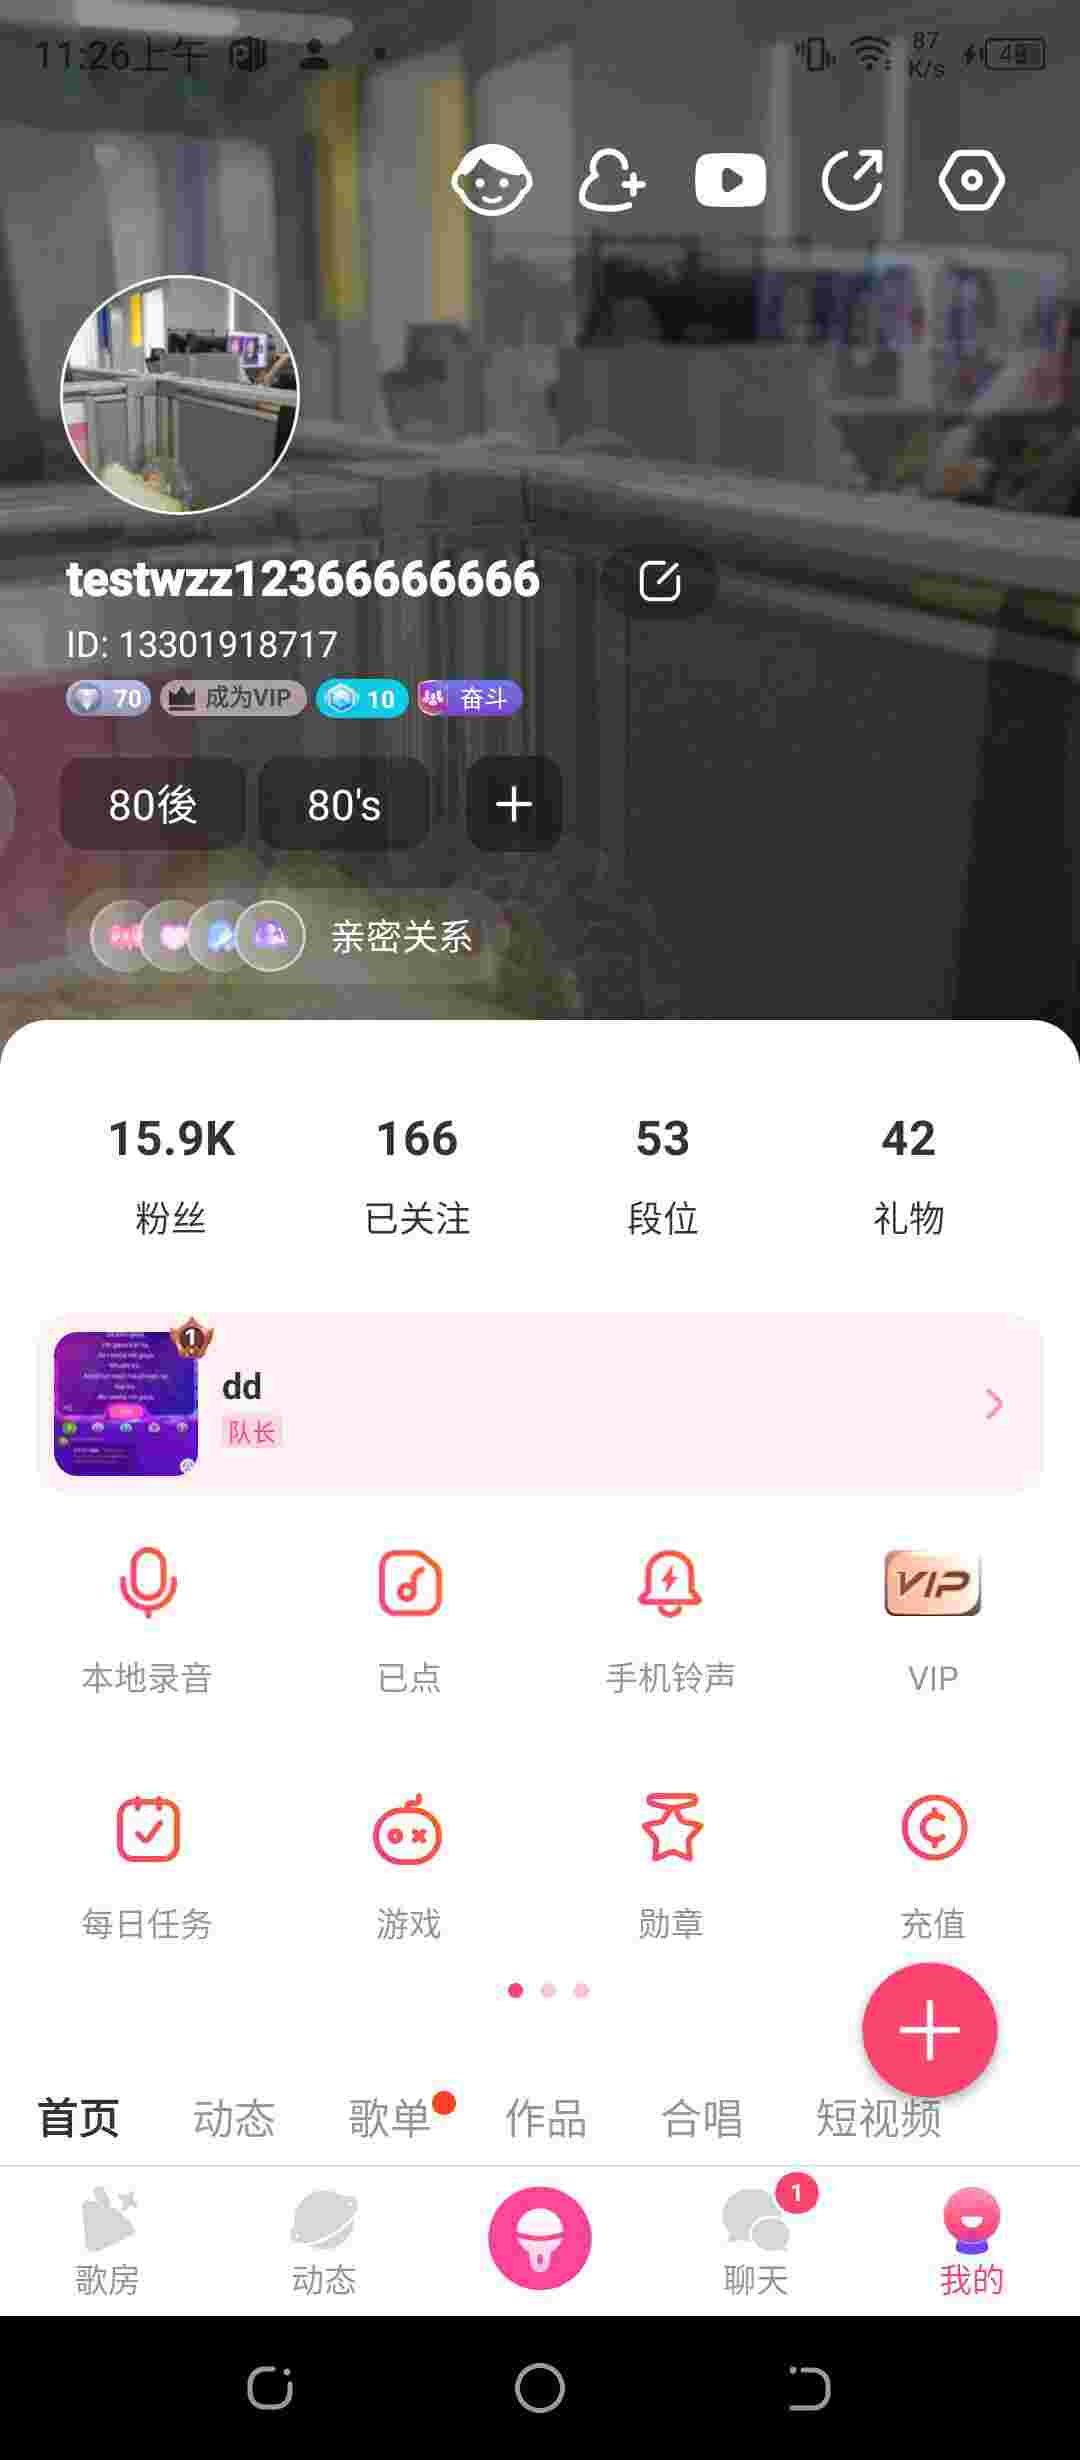 11:26上午
87
K/s
testwzz12366666666
ID: 13301918717
70 成为VIP 10 奋斗
80後 80's
亲密关系
15.9K 166 53 42
粉丝 已关注 段位 礼物
1
dd
队长
VIP
本地录音 已点 手机铃声 VIP
每日任务 游戏 勋章 充值
首页 动态 歌单 作品 合唱 短视频
1
歌房 动态 聊天 我的